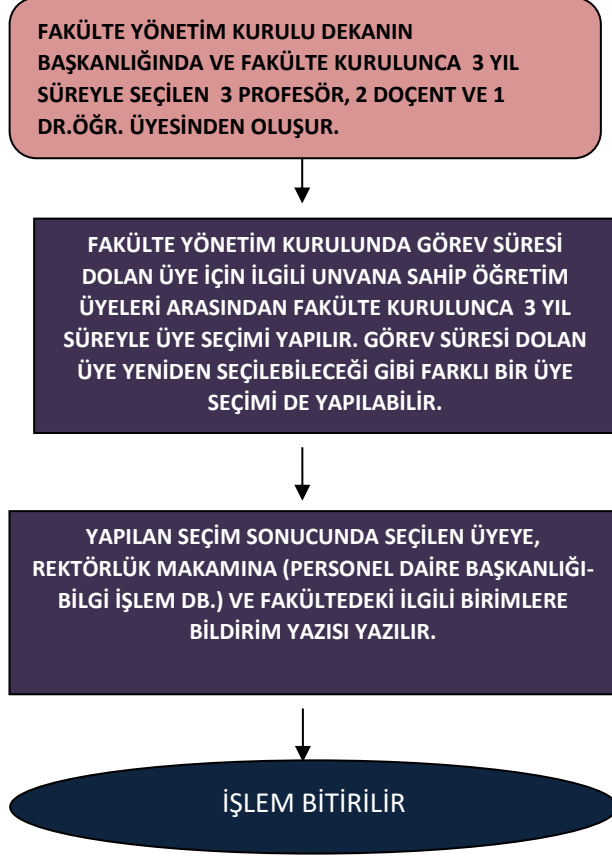 FAKÜLTE YÖNETİM KURULU DEKANIN
BAŞKANLIĞINDA VE FAKÜLTE KURULUNCA 3 YIL
SÜREYLE SEÇİLEN 3 PROFESÖR, 2 DOÇENT VE 1
DR.ÖĞR. ÜYESİNDEN OLUŞUR.
FAKÜLTE YÖNETİM KURULUNDA GÖREV SÜRESİ
DOLAN ÜYE İÇİN İLGİLİ UNVANA SAHİP ÖĞRETİM
ÜYELERİ ARASINDAN FAKÜLTE KURULUNCA 3 YIL
SÜREYLE ÜYE SEÇİMİ YAPILIR. GÖREV SÜRESİ DOLAN
ÜYE YENİDEN SEÇİLEBİLECEĞİ GİBİ FARKLI BİR ÜYE
SEÇİMİ DE YAPILABİLİR.
YAPILAN SEÇİM SONUCUNDA SEÇİLEN ÜYEYE,
REKTÖRLÜK MAKAMINA (PERSONEL DAİRE BAŞKANLIĞI-
BİLGİ İŞLEM DB.) VE FAKÜLTEDEKİ İLGİLİ BİRİMLERE
BİLDİRİM YAZISI YAZILIR.
İŞLEM BİTİRİLİR